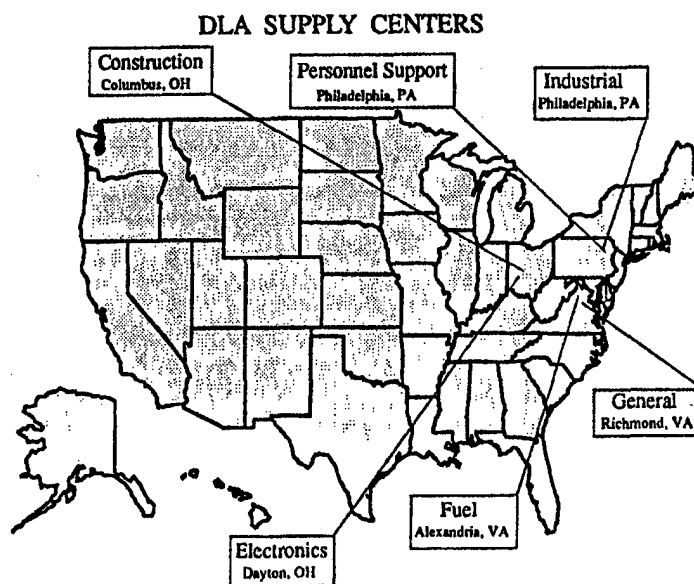 DLA SUPPLY CENTERS
Construction
Columbus, OH
Personnel Support
Philadelphia, PA
Industrial
Philadelphia, PA
General
Richmond, VA
Fuel
Alexandria, VA
Electronics
Dayton, OH